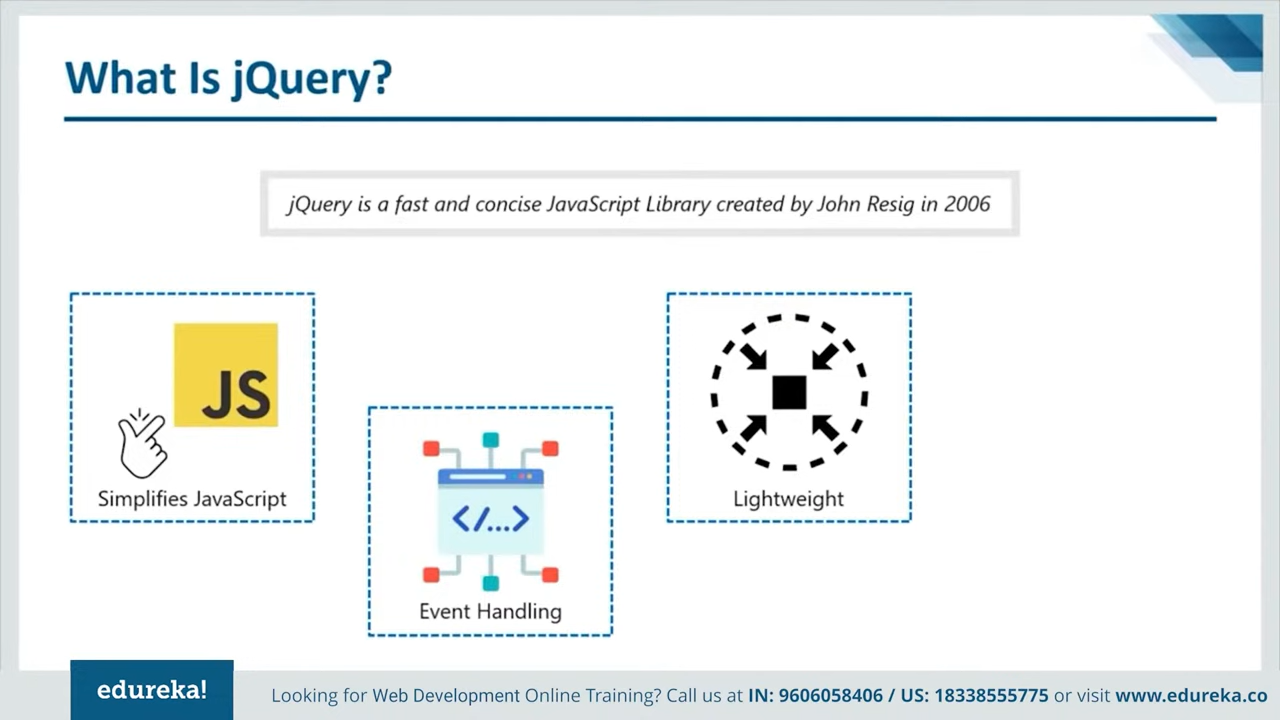 What Is jQuery?
jQuery is a fast and concise JavaScript Library created by John Resig in 2006
JS
Simplifies JavaScript
</...>
Event Handling
Lightweight
edureka!
Looking for Web Development Online Training? Call us at IN: 9606058406 / US: 18338555775 or visit www.edureka.co